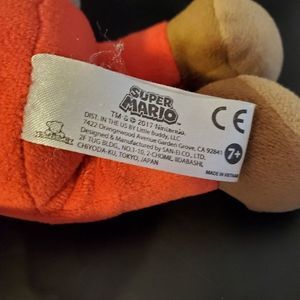 SUPER
MARIO
TM & © 2017 Nintendo.
DIST. IN THE US BY Little Buddy, LLC
7422 Orangewood Avenue Garden Grove, CA 92841
Designed & Manufactured by SAN-EI CO., LTD.
2F TUG BLDG., NO.1-10, 2-CHOME, IIDABASHI,
CHIYODA-KU, TOKYO, JAPAN
CE
7+
MADE IN VIETNAM